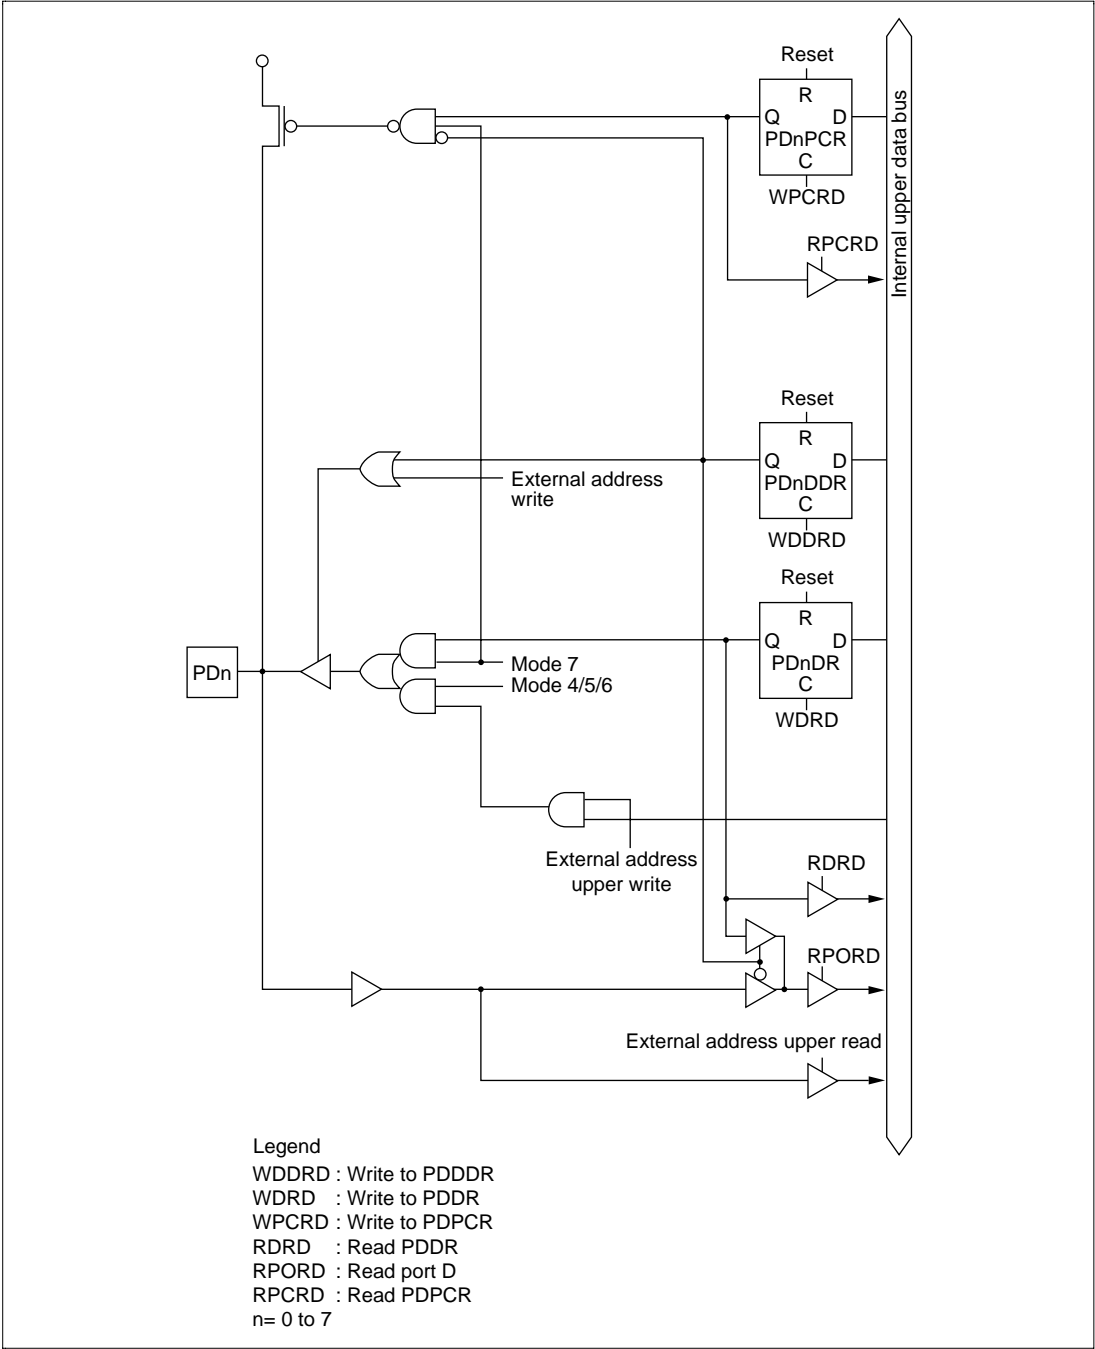 Reset
R
Q D
PDnPCR
C
WPCRD
Internal upper data bus
RPCRD
Reset
R
Q D
PDnDDR
C
WDDRD
External address
write
Reset
R
Q D
PDnDR
C
WDRD
PDn
Mode 7
Mode 4/5/6
External address
upper write
RDRD
RPORD
External address upper read
Legend
WDDRD : Write to PDDDR
WDRD : Write to PDDR
WPCRD : Write to PDPCR
RDRD : Read PDDR
RPORD : Read port D
RPCRD : Read PDPCR
n= 0 to 7